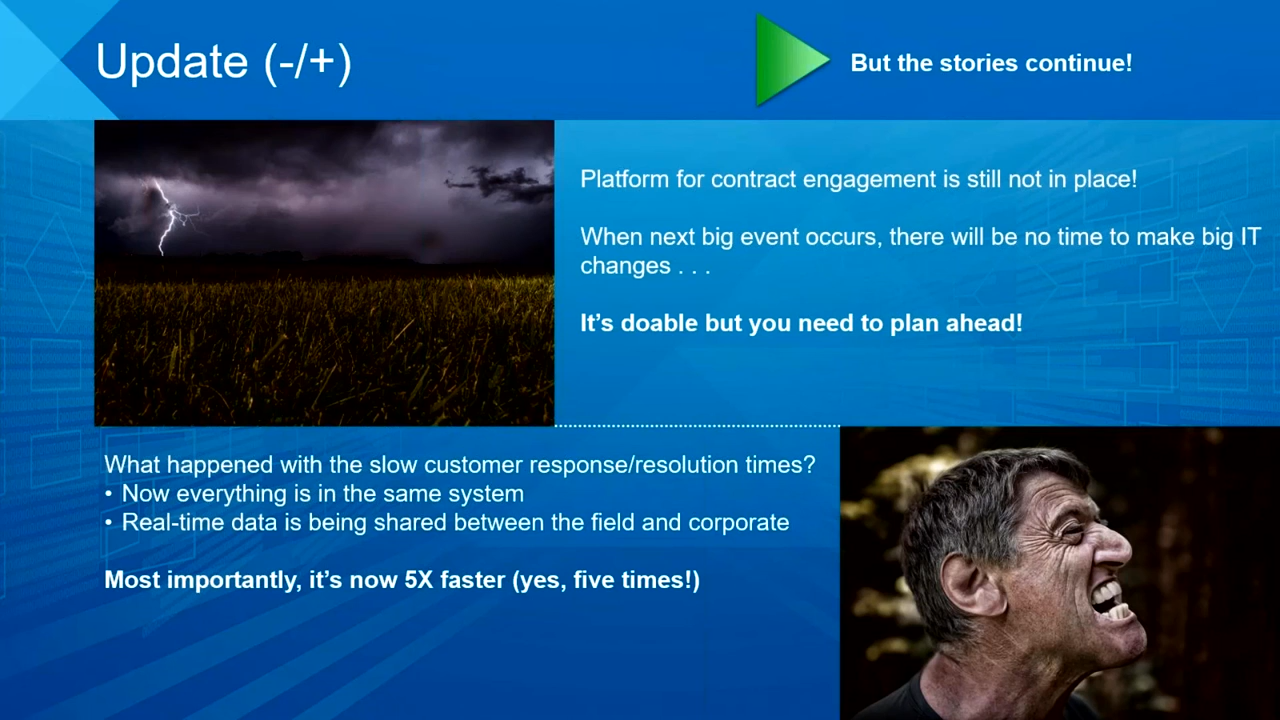 Update (-/+)
But the stories continue!
Platform for contract engagement is still not in place!
When next big event occurs, there will be no time to make big IT
changes . . .
It’s doable but you need to plan ahead!
What happened with the slow customer response/resolution times?
• Now everything is in the same system
• Real-time data is being shared between the field and corporate
Most importantly, it’s now 5X faster (yes, five times!)